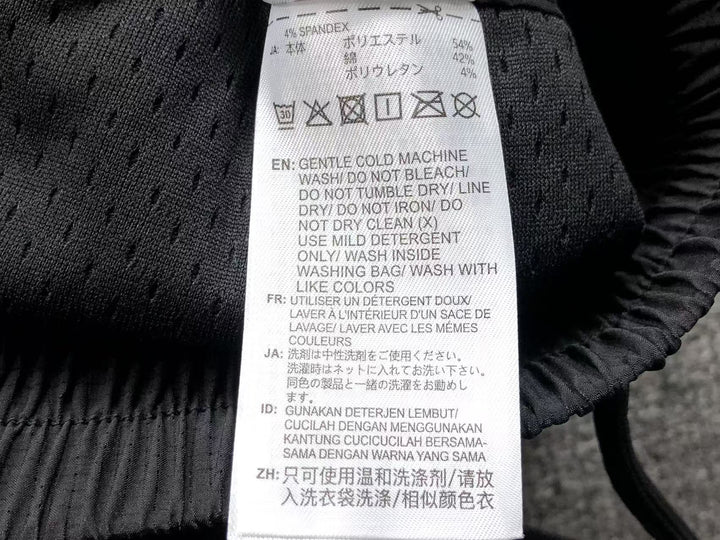 4% SPANDEX
JA: 本体 ポリエステル 54%
綿 42%
ポリウレタン 4%
30
EN: GENTLE COLD MACHINE
WASH/ DO NOT BLEACH/
DO NOT TUMBLE DRY/ LINE
DRY/ DO NOT IRON/ DO
NOT DRY CLEAN (X)
USE MILD DETERGENT
ONLY/ WASH INSIDE
WASHING BAG/ WASH WITH
LIKE COLORS
FR: UTILISER UN DÉTERGENT DOUX/
LAVER À L'INTÉRIEUR D'UN SACE DE
LAVAGE/ LAVER AVEC LES MÊMES
COULEURS
JA: 洗剤は中性洗剤をご使用ください。
洗濯時はネットに入れてお洗い下さい。
同色の製品と一緒の洗濯をお勧めし
ます。
ID: GUNAKAN DETERJEN LEMBUT/
CUCILAH DENGAN MENGGUNAKAN
KANTUNG CUCICUCILAH BERSAMA-
SAMA DENGAN WARNA YANG SAMA
ZH: 只可使用温和洗涤剂/请放
入洗衣袋洗涤/相似颜色衣